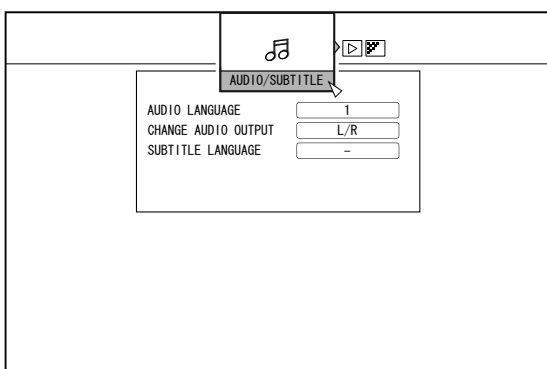 AUDIO/SUBTITLE
AUDIO LANGUAGE 1
CHANGE AUDIO OUTPUT L/R
SUBTITLE LANGUAGE –